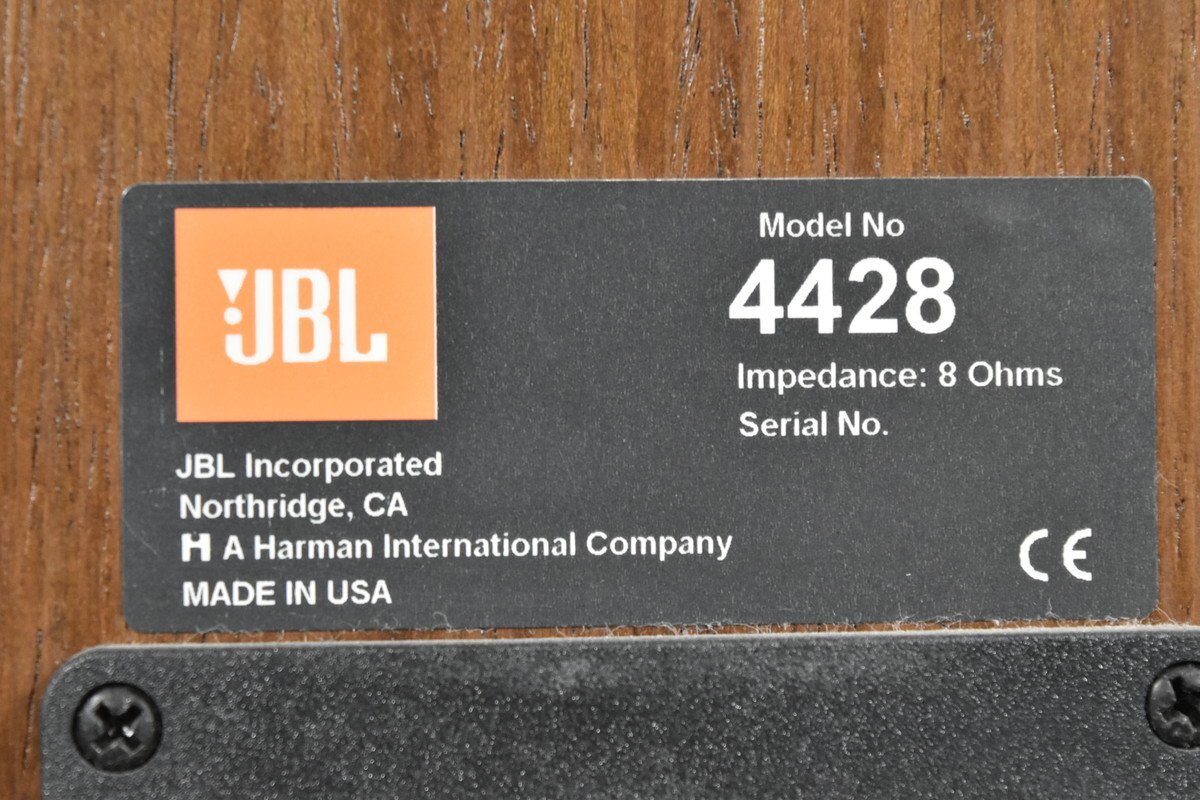 JBL
JBL Incorporated
Northridge, CA
H A Harman International Company
MADE IN USA
Model No
4428
Impedance: 8 Ohms
Serial No.
CE